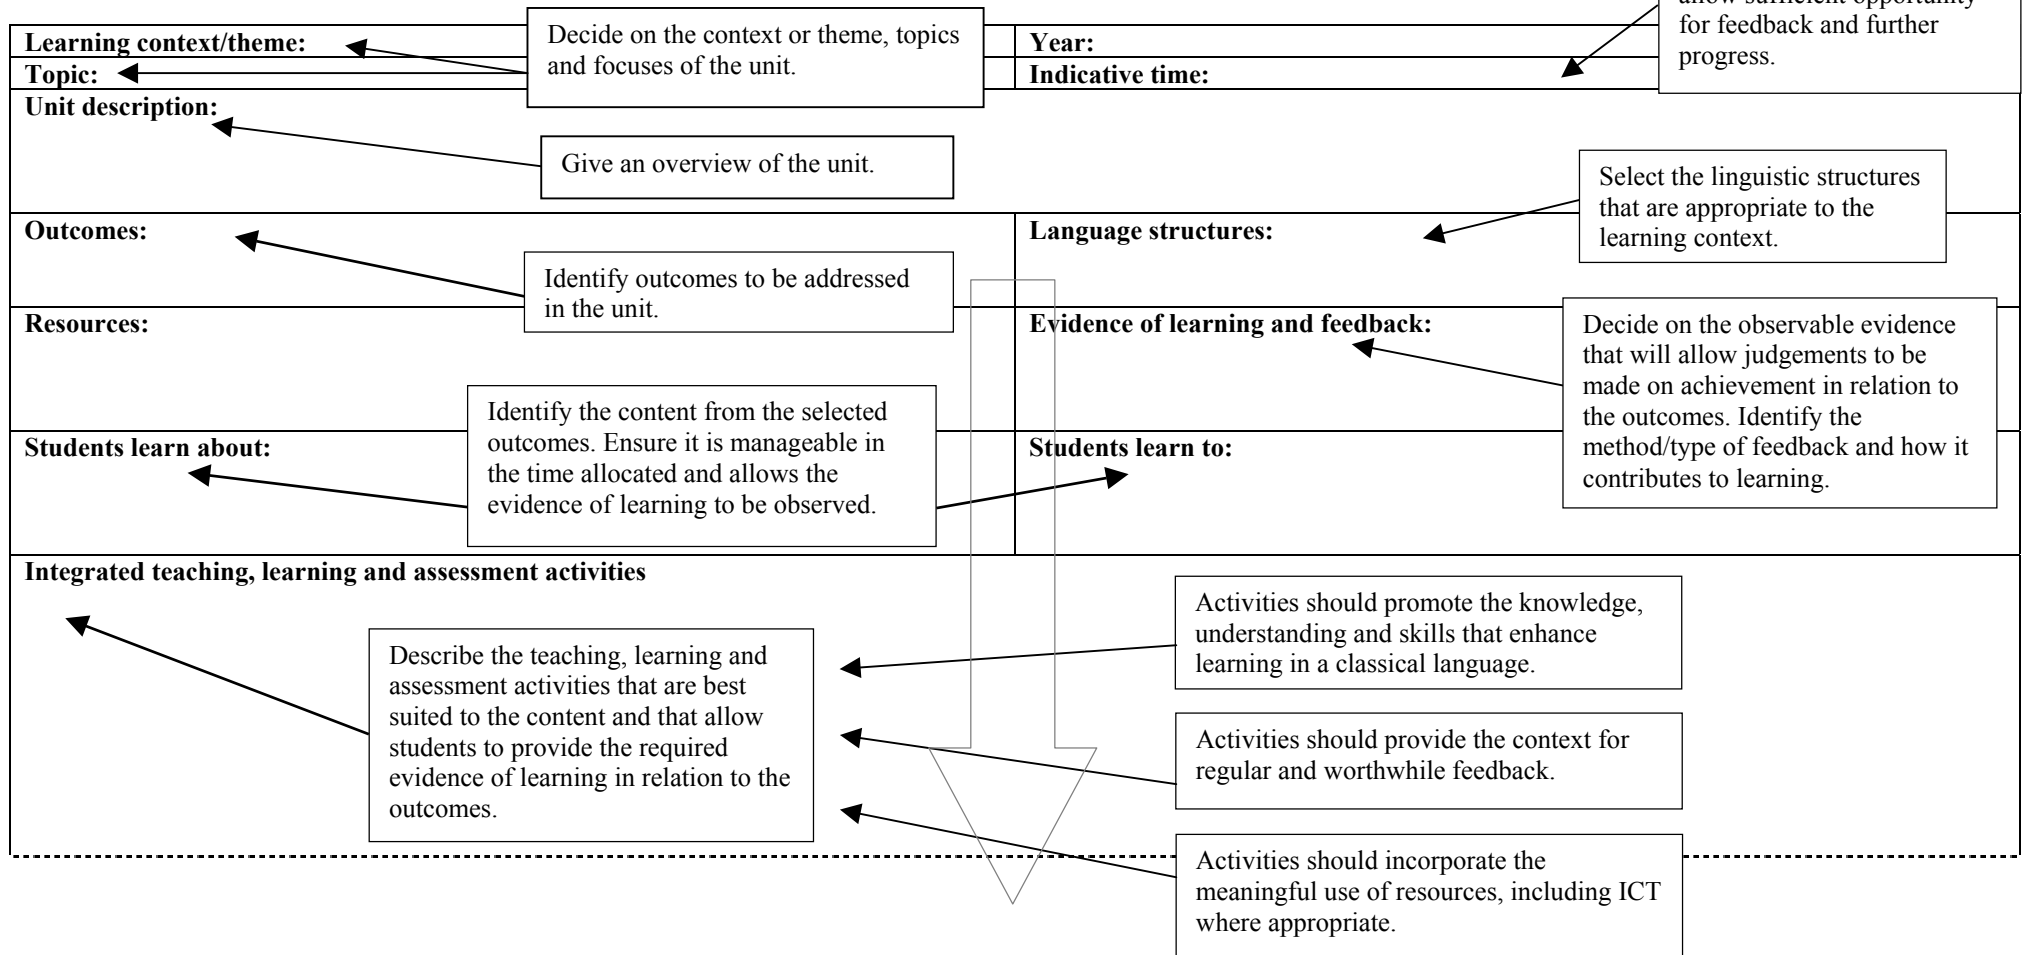 allow sufficient opportunity
for feedback and further
progress.
Learning context/theme:
Decide on the context or theme, topics
and focuses of the unit.
Year:
Topic:
Indicative time:
Unit description:
Give an overview of the unit.
Select the linguistic structures
that are appropriate to the
learning context.
Outcomes:
Identify outcomes to be addressed
in the unit.
Language structures:
Resources:
Evidence of learning and feedback:
Decide on the observable evidence
that will allow judgements to be
made on achievement in relation to
the outcomes. Identify the
method/type of feedback and how it
contributes to learning.
Identify the content from the selected
outcomes. Ensure it is manageable in
the time allocated and allows the
evidence of learning to be observed.
Students learn about:
Students learn to:
Integrated teaching, learning and assessment activities
Describe the teaching, learning and
assessment activities that are best
suited to the content and that allow
students to provide the required
evidence of learning in relation to the
outcomes.
Activities should promote the knowledge,
understanding and skills that enhance
learning in a classical language.
Activities should provide the context for
regular and worthwhile feedback.
Activities should incorporate the
meaningful use of resources, including ICT
where appropriate.